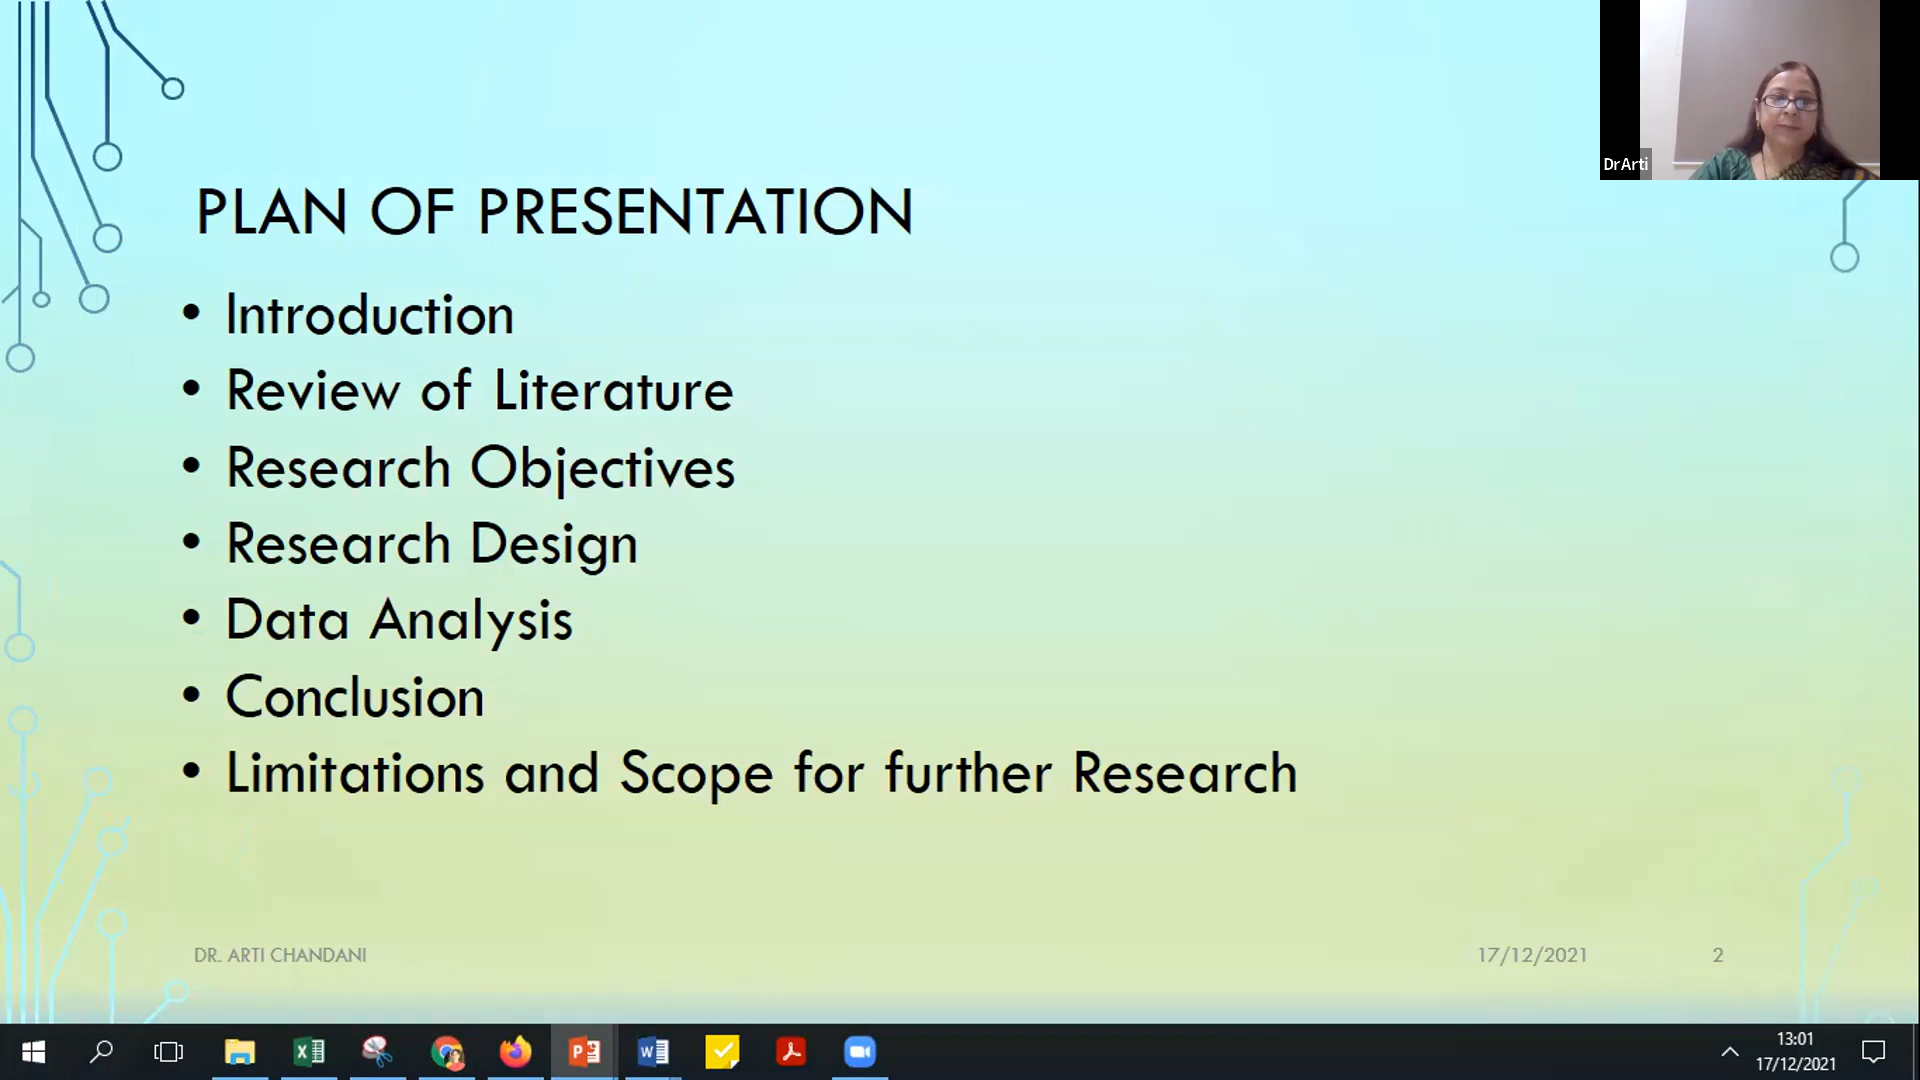 DrArti
PLAN OF PRESENTATION
• Introduction
• Review of Literature
• Research Objectives
• Research Design
• Data Analysis
• Conclusion
• Limitations and Scope for further Research
DR. ARTI CHANDANI
17/12/2021
2
13:01
17/12/2021